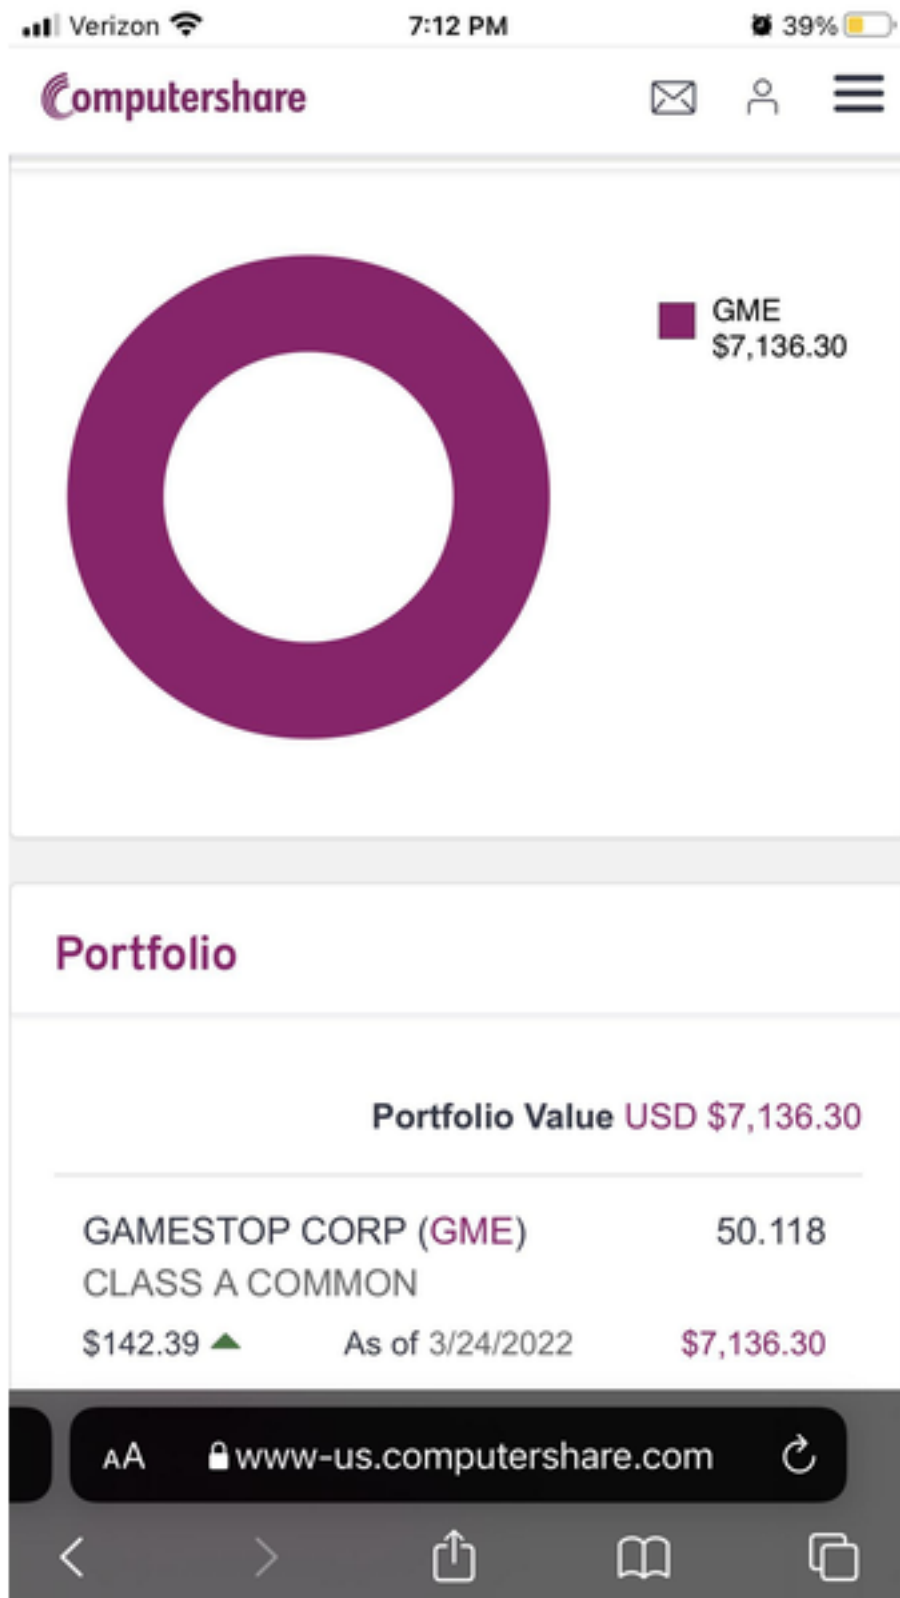 Verizon 7:12 PM 39%
Computershare
GME
$7,136.30
Portfolio
Portfolio Value USD $7,136.30
GAMESTOP CORP (GME) 50.118
CLASS A COMMON
$142.39 As of 3/24/2022 $7,136.30
AA www-us.computershare.com